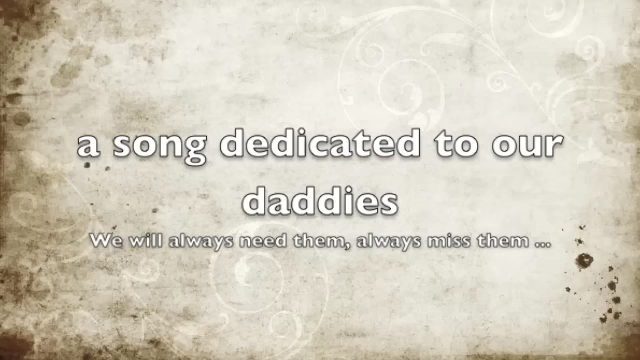 a song dedicated to our
daddies
We will always need them, always miss them ...